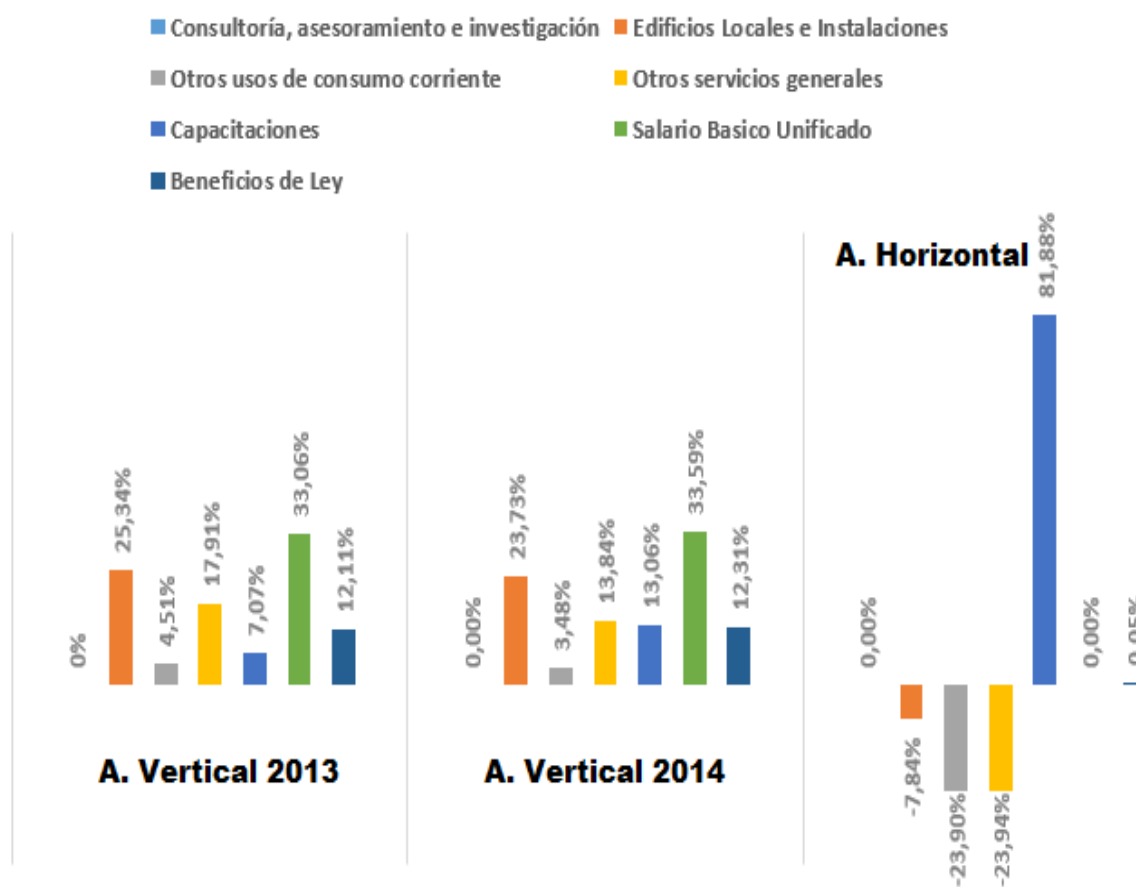 Consultoría, asesoramiento e investigación
Edificios Locales e Instalaciones
Otros usos de consumo corriente
Otros servicios generales
Capacitaciones
Salario Basico Unificado
Beneficios de Ley
0%
25,34%
4,51%
17,91%
7,07%
33,06%
12,11%
A. Vertical 2013
0,00%
23,73%
3,48%
13,84%
13,06%
33,59%
12,31%
A. Vertical 2014
A. Horizontal
0,00%
-7,84%
-23,90%
-23,94%
81,88%
0,00%